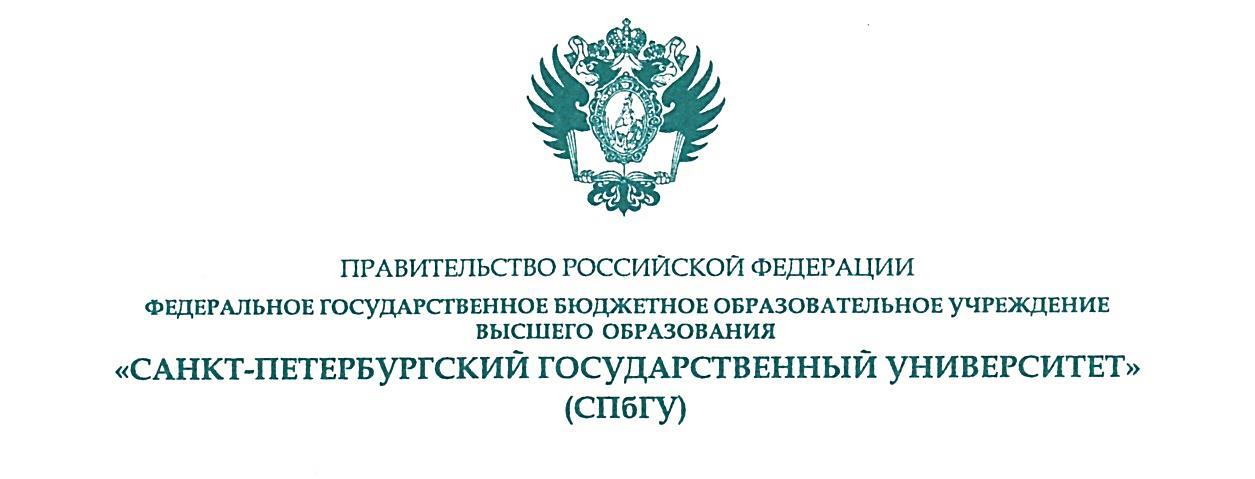 ПРАВИТЕЛЬСТВО РОССИЙСКОЙ ФЕДЕРАЦИИ
ФЕДЕРАЛЬНОЕ ГОСУДАРСТВЕННОЕ БЮДЖЕТНОЕ ОБРАЗОВАТЕЛЬНОЕ УЧРЕЖДЕНИЕ
ВЫСШЕГО ОБРАЗОВАНИЯ
«САНКТ-ПЕТЕРБУРГСКИЙ ГОСУДАРСТВЕННЫЙ УНИВЕРСИТЕТ»
(СПбГУ)